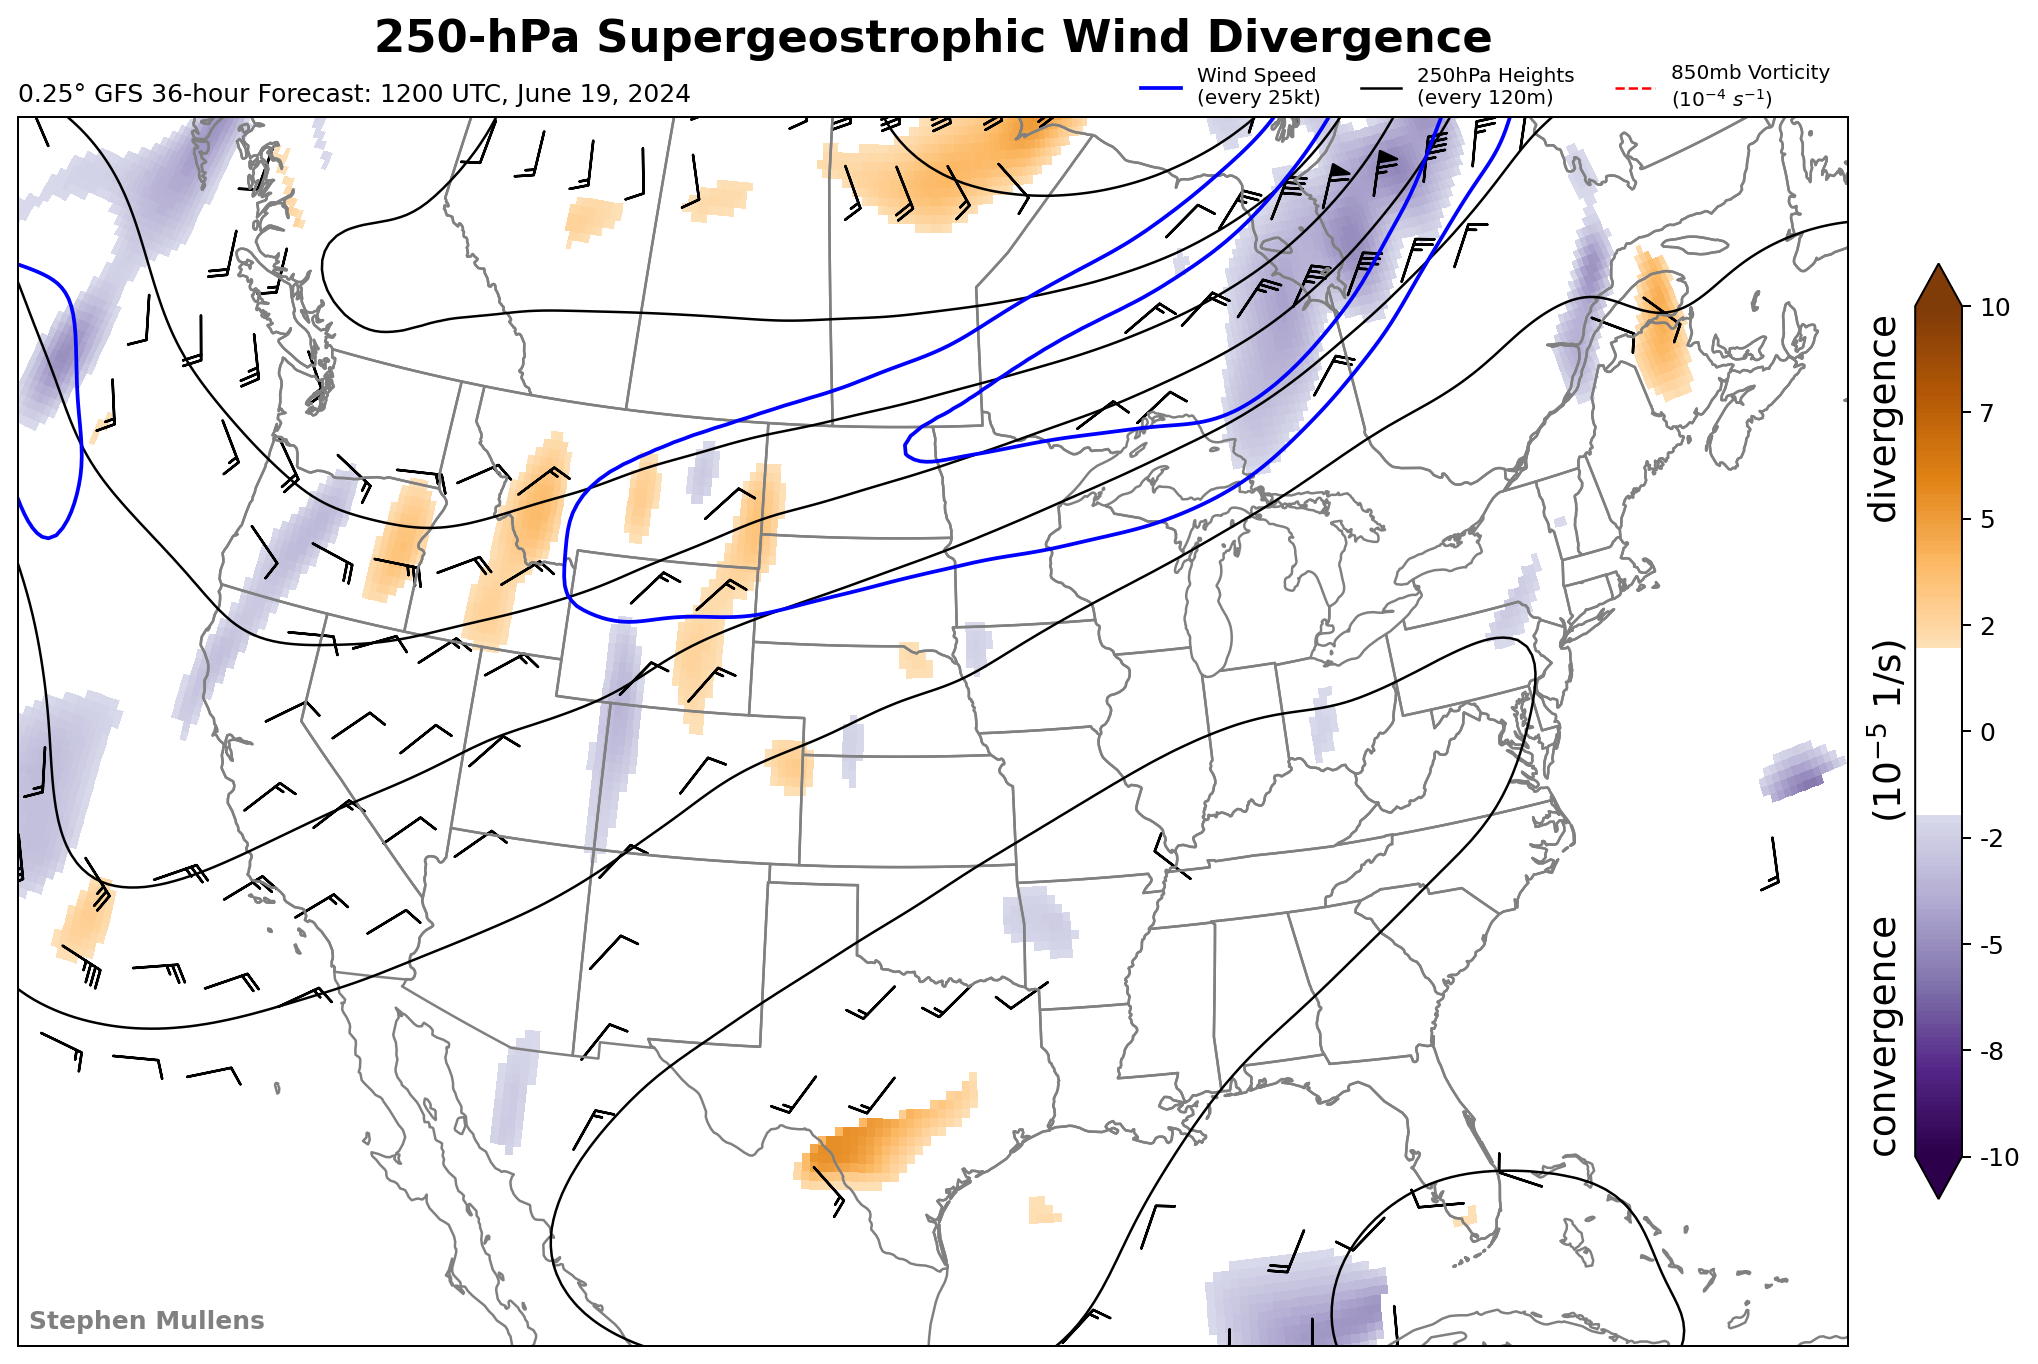 250-hPa Supergeostrophic Wind Divergence
0.25° GFS 36-hour Forecast: 1200 UTC, June 19, 2024
Wind Speed
(every 25kt)
250hPa Heights
(every 120m)
850mb Vorticity
(10⁻⁴ s⁻¹)
10
7
5
2
0
-2
-5
-8
-10
convergence (10⁻⁵ 1/s) divergence
Stephen Mullens